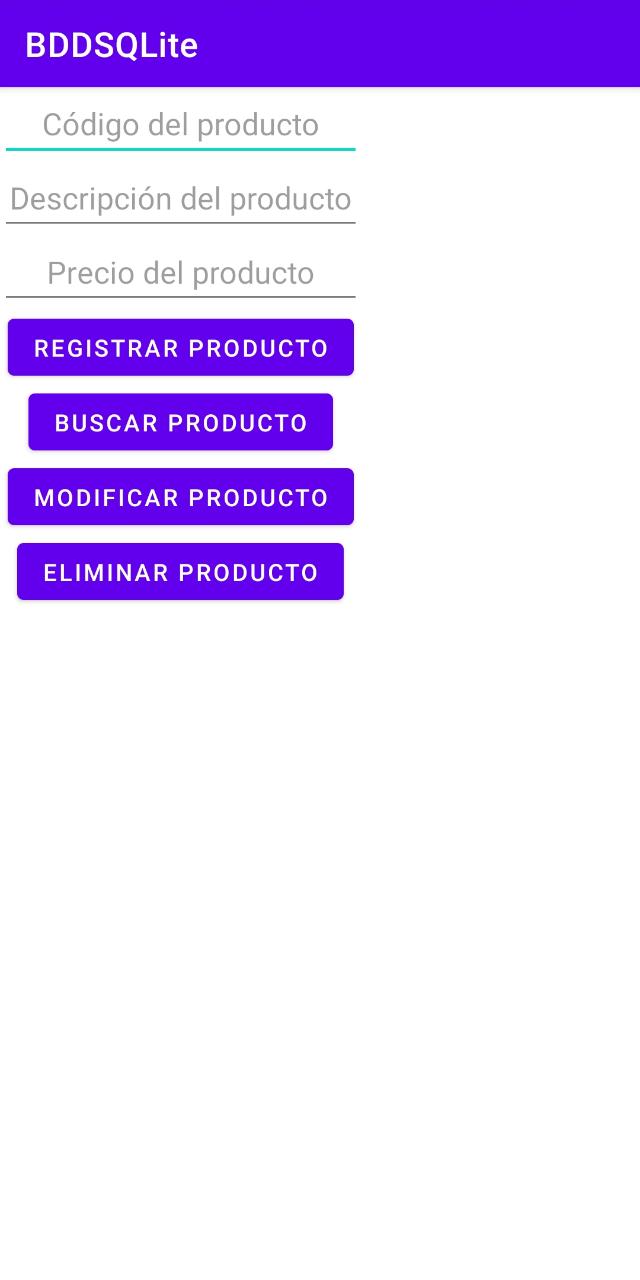 BDDSQLite
Código del producto
Descripción del producto
Precio del producto
REGISTRAR PRODUCTO
BUSCAR PRODUCTO
MODIFICAR PRODUCTO
ELIMINAR PRODUCTO